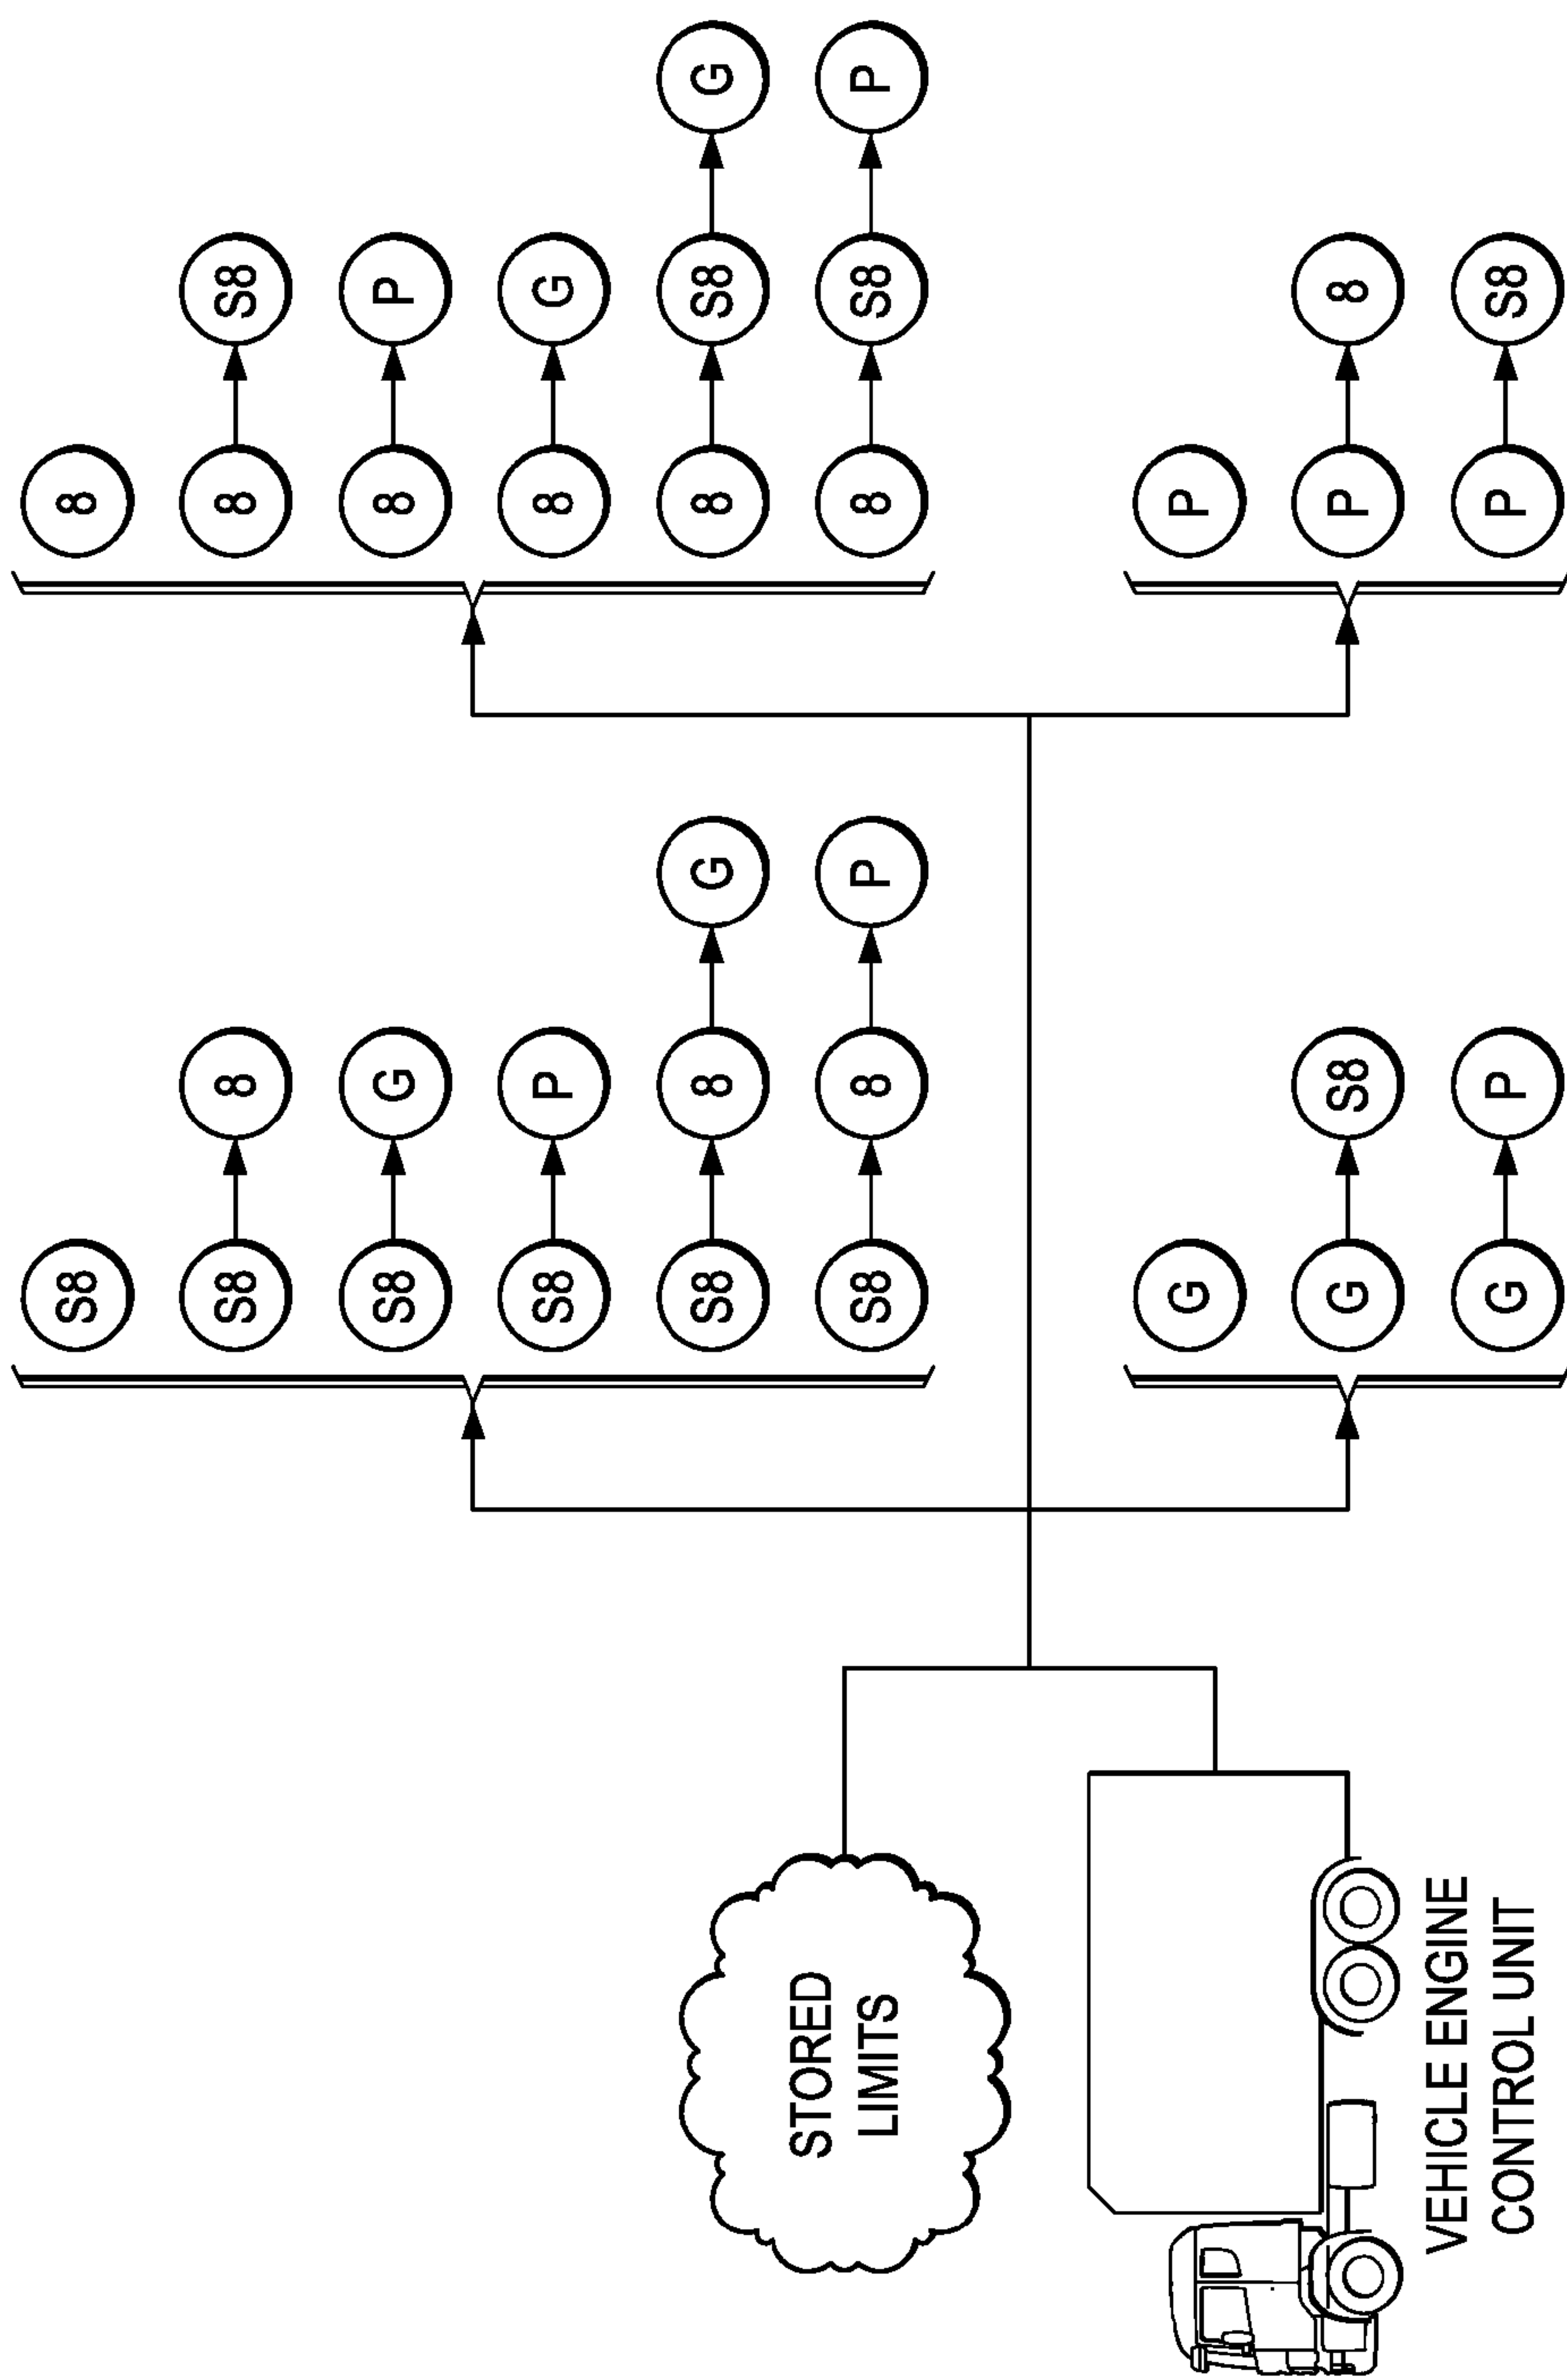 STORED
LIMITS
VEHICLE ENGINE
CONTROL UNIT
S8
S8 8
S8 G
S8 P
S8 8 G
S8 8 P
G
G S8
G P
8
8 S8
8 P
8 G
8 S8 G
8 S8 P
P
P 8
P S8